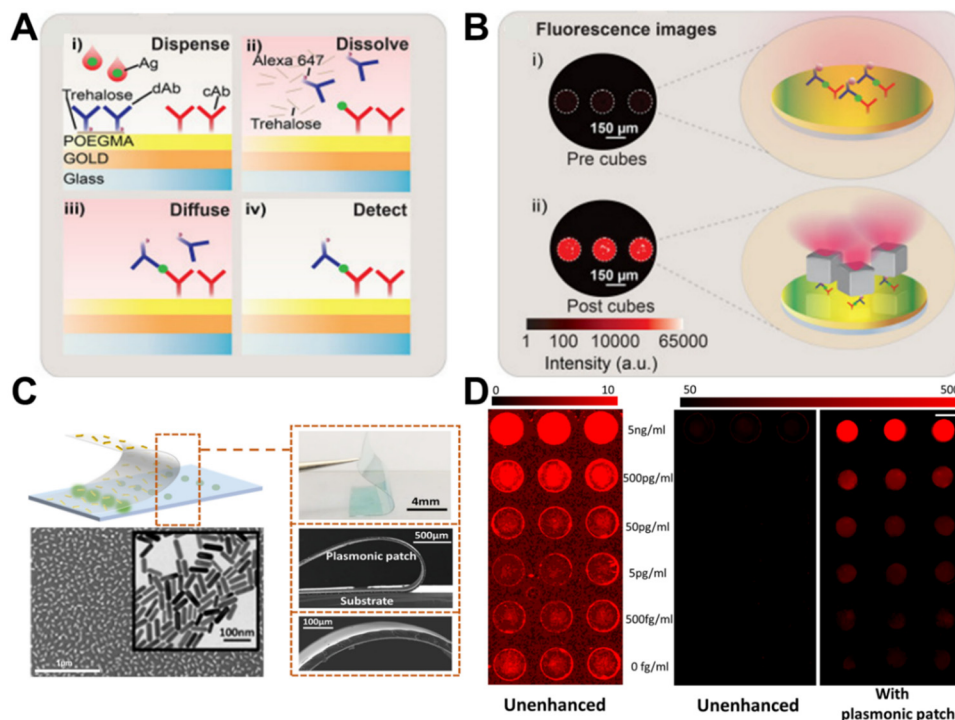 A
i)
Dispense
Ag
Trehalose
dAb
cAb
POEGMA
GOLD
Glass
ii)
Dissolve
Alexa 647
Trehalose
iii)
Diffuse
iv)
Detect
B
Fluorescence images
i)
150 µm
Pre cubes
ii)
150 µm
Post cubes
1 100 10000 65000
Intensity (a.u.)
C
4mm
500µm
Plasmonic patch
Substrate
100µm
100nm
1µm
D
0 10
50 500
5ng/ml
500pg/ml
50pg/ml
5pg/ml
500fg/ml
0 fg/ml
Unenhanced
Unenhanced
With
plasmonic patch